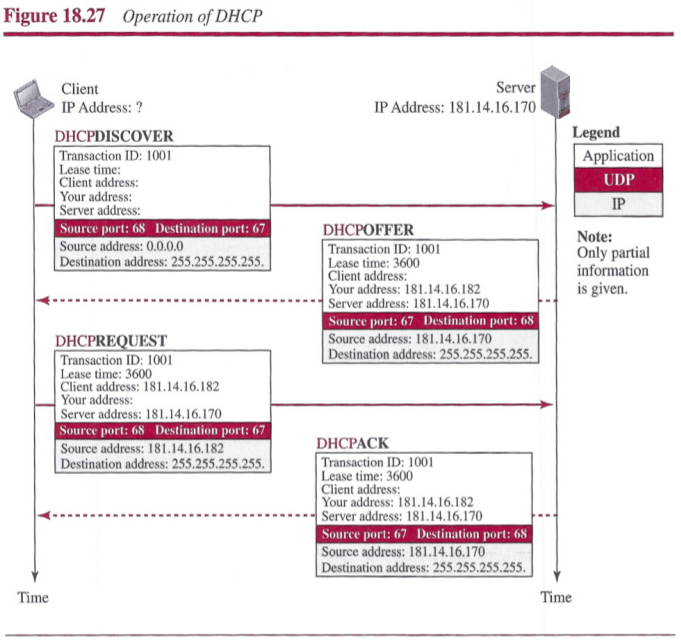 Figure 18.27 Operation of DHCP
Client
IP Address: ?
Server
IP Address: 181.14.16.170
Legend
Application
UDP
IP
Note:
Only partial
information
is given.
DHCPDISCOVER
Transaction ID: 1001
Lease time:
Client address:
Your address:
Server address:
Source port: 68 Destination port: 67
Source address: 0.0.0.0
Destination address: 255.255.255.255.
DHCPOFFER
Transaction ID: 1001
Lease time: 3600
Client address:
Your address: 181.14.16.182
Server address: 181.14.16.170
Source port: 67 Destination port: 68
Source address: 181.14.16.170
Destination address: 255.255.255.255.
DHCPREQUEST
Transaction ID: 1001
Lease time: 3600
Client address: 181.14.16.182
Your address:
Server address: 181.14.16.170
Source port: 68 Destination port: 67
Source address: 181.14.16.182
Destination address: 255.255.255.255.
DHCPACK
Transaction ID: 1001
Lease time: 3600
Client address:
Your address: 181.14.16.182
Server address: 181.14.16.170
Source port: 67 Destination port: 68
Source address: 181.14.16.170
Destination address: 255.255.255.255.
Time
Time